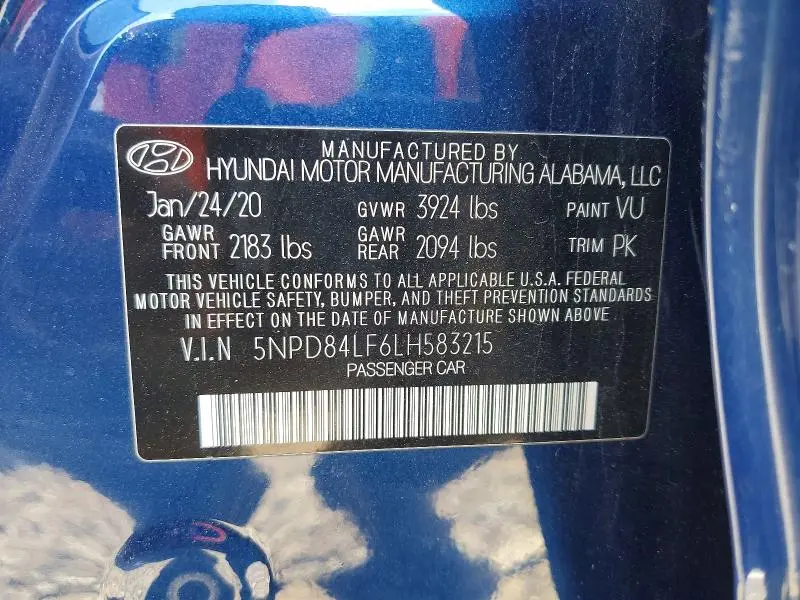 MANUFACTURED BY
HYUNDAI MOTOR MANUFACTURING ALABAMA, LLC
Jan/24/20 GVWR 3924 lbs PAINT VU
GAWR FRONT 2183 lbs GAWR REAR 2094 lbs TRIM PK
THIS VEHICLE CONFORMS TO ALL APPLICABLE U.S.A. FEDERAL
MOTOR VEHICLE SAFETY, BUMPER, AND THEFT PREVENTION STANDARDS
IN EFFECT ON THE DATE OF MANUFACTURE SHOWN ABOVE
V.I.N 5NPD84LF6LH583215
PASSENGER CAR